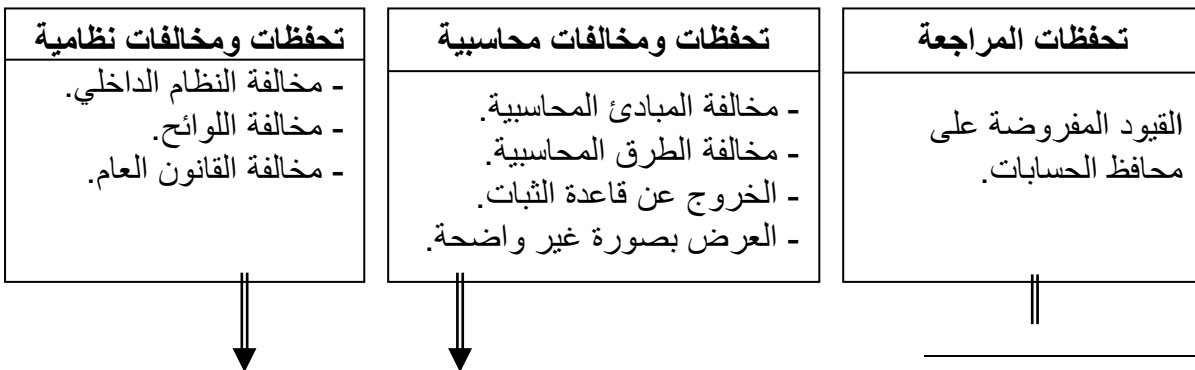 تحفظات المراجعة
القيود المفروضة على
محافظ الحسابات.
تحفظات ومخالفات محاسبية
- مخالفة المبادئ المحاسبية.
- مخالفة الطرق المحاسبية.
- الخروج عن قاعدة الثبات.
- العرض بصورة غير واضحة.
تحفظات ومخالفات نظامية
- مخالفة النظام الداخلي.
- مخالفة اللوائح.
- مخالفة القانون العام.